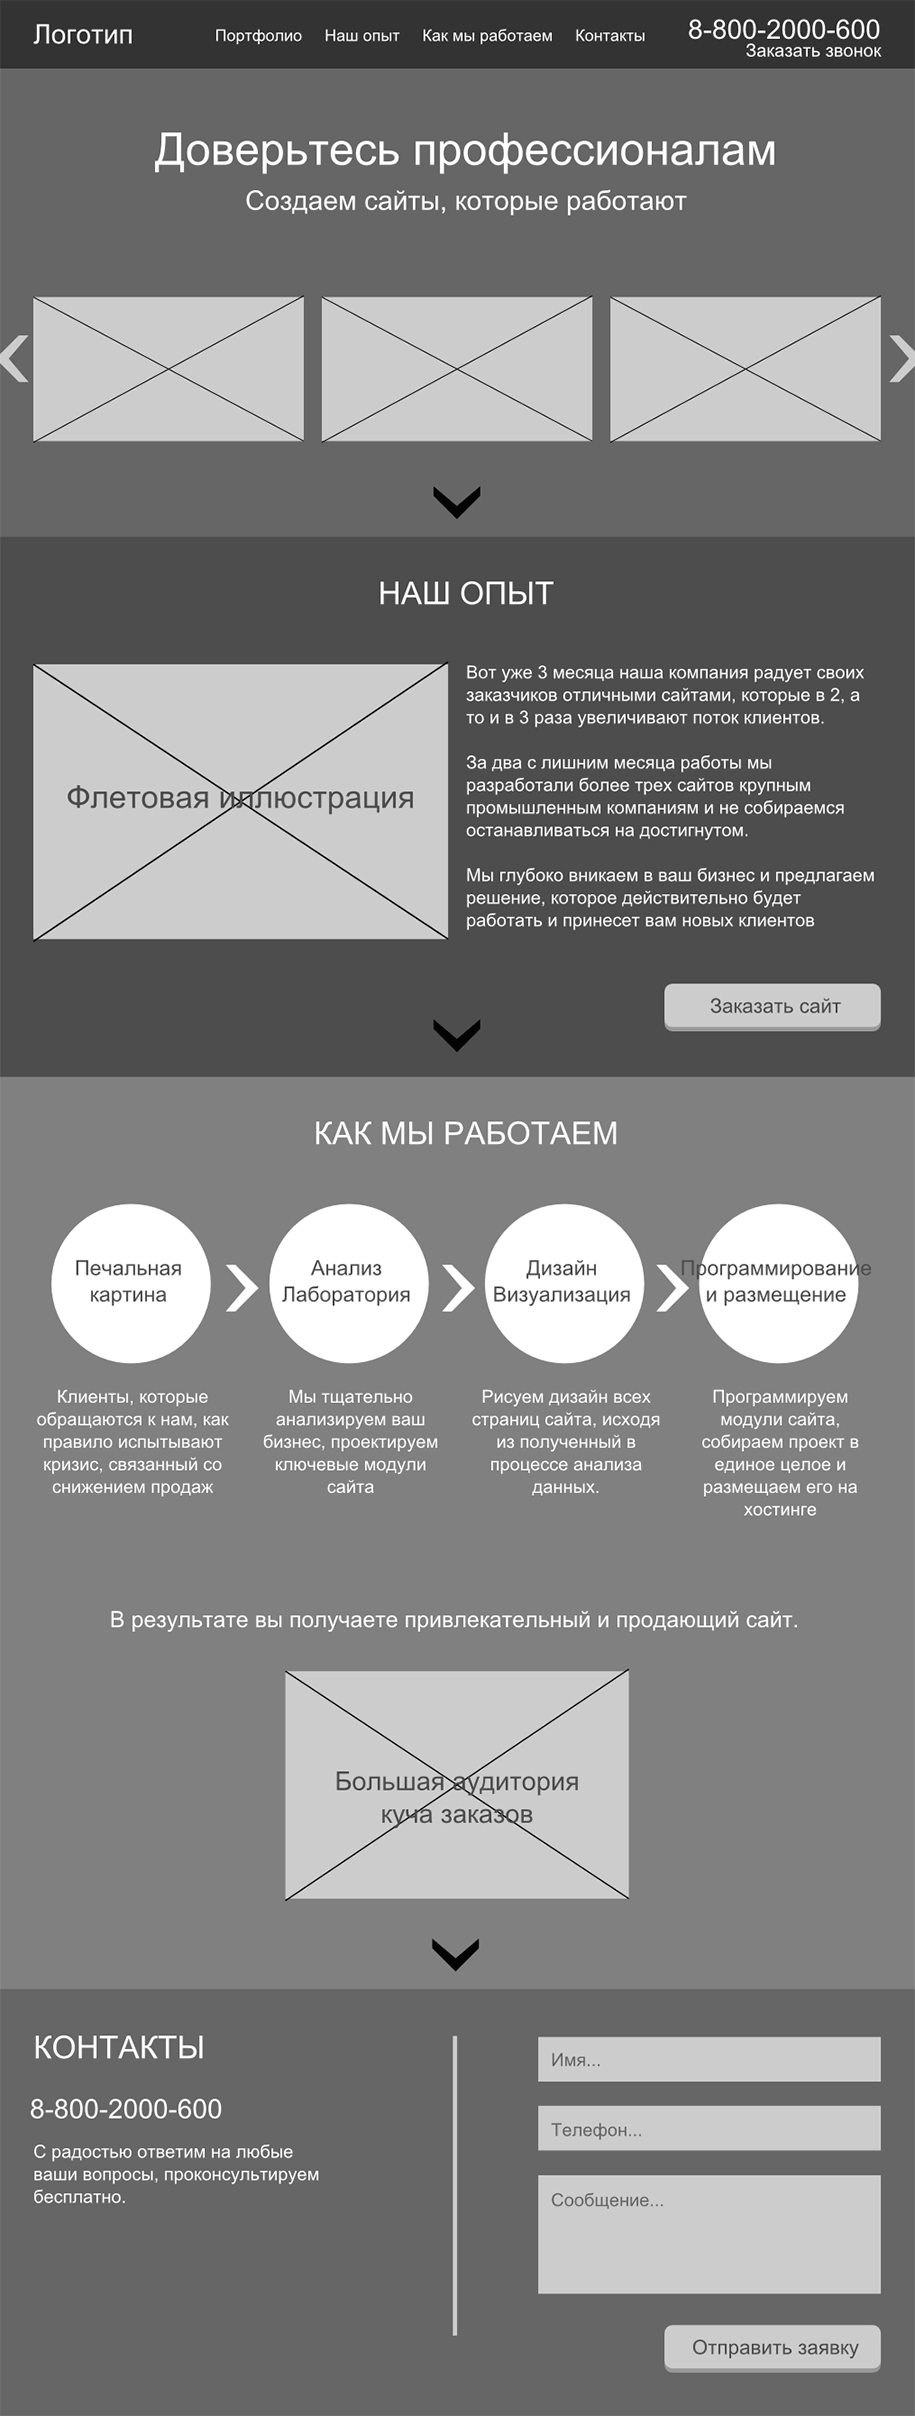 Логотип
Портфолио
Наш опыт
Как мы работаем
Контакты
8-800-2000-600
Заказать звонок
Доверьтесь профессионалам
Создаем сайты, которые работают
НАШ ОПЫТ
Флетовая иллюстрация
Вот уже 3 месяца наша компания радует своих
заказчиков отличными сайтами, которые в 2, а
то и в 3 раза увеличивают поток клиентов.
За два с лишним месяца работы мы
разработали более трех сайтов крупным
промышленным компаниям и не собираемся
останавливаться на достигнутом.
Мы глубоко вникаем в ваш бизнес и предлагаем
решение, которое действительно будет
работать и принесет вам новых клиентов
Заказать сайт
КАК МЫ РАБОТАЕМ
Печальная
картина
Анализ
Лаборатория
Дизайн
Визуализация
Программирование
и размещение
Клиенты, которые
обращаются к нам, как
правило испытывают
кризис, связанный со
снижением продаж
Мы тщательно
анализируем ваш
бизнес, проектируем
ключевые модули
сайта
Рисуем дизайн всех
страниц сайта, исходя
из полученный в
процессе анализа
данных.
Программируем
модули сайта,
собираем проект в
единое целое и
размещаем его на
хостинге
В результате вы получаете привлекательный и продающий сайт.
Большая аудитория
куча заказов
КОНТАКТЫ
8-800-2000-600
С радостью ответим на любые
ваши вопросы, проконсультируем
бесплатно.
Имя...
Телефон...
Сообщение...
Отправить заявку